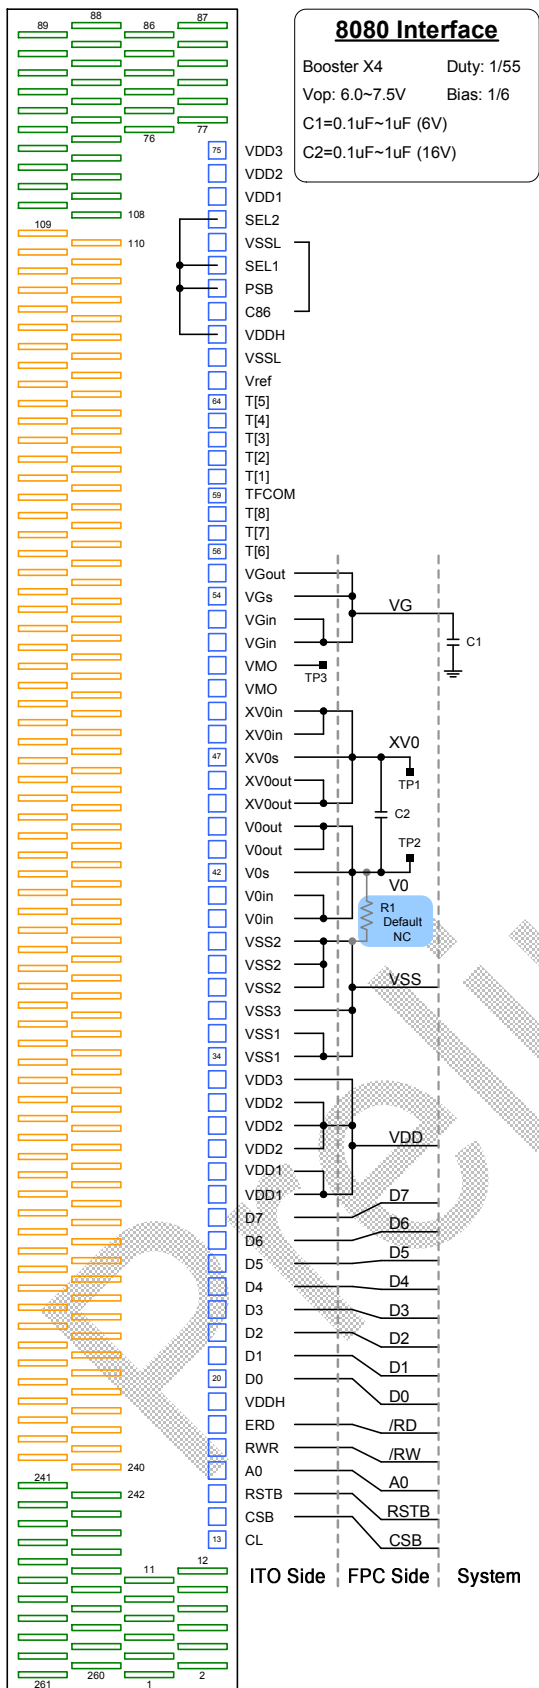 8080 Interface
Booster X4 Duty: 1/55
Vop: 6.0~7.5V Bias: 1/6
C1=0.1uF~1uF (6V)
C2=0.1uF~1uF (16V)
89 88 86 87
76 77
75 VDD3
VDD2
VDD1
108 SEL2
109
110 VSSL
SEL1
PSB
C86
VDDH
VSSL
Vref
64 T[5]
T[4]
T[3]
T[2]
T[1]
59 TFCOM
T[8]
T[7]
56 T[6]
VGout
54 VGs VG
VGin
VGin C1
VMO TP3
VMO
XV0in
XV0in XV0
47 XV0s
XV0out TP1
XV0out
C2
V0out
V0out TP2
42 V0s
V0
V0in R1
V0in Default
NC
VSS2
VSS2
VSS2 VSS
VSS3
VSS1
34 VSS1
VDD3
VDD2
VDD2
VDD2 VDD
VDD1
VDD1 D7
D7 D6
D6 D5
D5
D4 D4
D3 D3
D2 D2
D1 D1
20 D0 D0
VDDH
ERD /RD
RWR /RW
240 A0 A0
241
242 RSTB RSTB
CSB CSB
13 CL
11 12
ITO Side FPC Side System
261 260 1 2
Preli